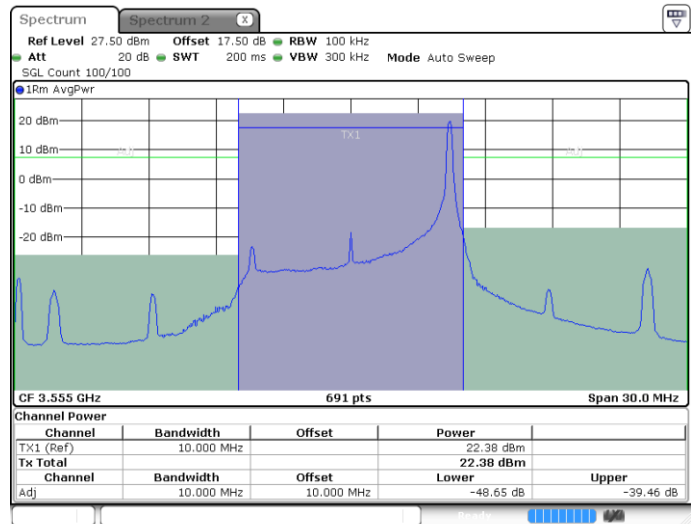 Spectrum Spectrum 2 X
Ref Level 27.50 dBm Offset 17.50 dB RBW 100 kHz
Att 20 dB SWT 200 ms VBW 300 kHz Mode Auto Sweep
SGL Count 100/100
1Rm AvgPwr
20 dBm
TX1
10 dBm
Adj Adj
0 dBm
-10 dBm
-20 dBm
CF 3.555 GHz 691 pts Span 30.0 MHz
Channel Power
Channel Bandwidth Offset Power
TX1 (Ref) 10.000 MHz 22.38 dBm
Tx Total 22.38 dBm
Channel Bandwidth Offset Lower Upper
Adj 10.000 MHz 10.000 MHz -48.65 dB -39.46 dB
Ready